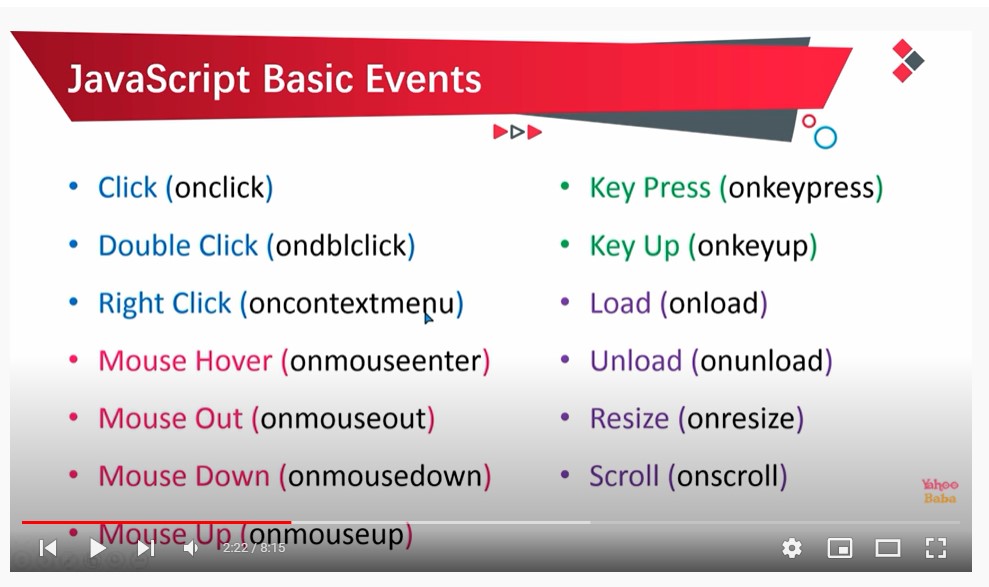 JavaScript Basic Events
• Click (onclick)
• Double Click (ondblclick)
• Right Click (oncontextmenu)
• Mouse Hover (onmouseenter)
• Mouse Out (onmouseout)
• Mouse Down (onmousedown)
• Mouse Up (onmouseup)
• Key Press (onkeypress)
• Key Up (onkeyup)
• Load (onload)
• Unload (onunload)
• Resize (onresize)
• Scroll (onscroll)
Yahoo
Baba
2:22 / 8:15